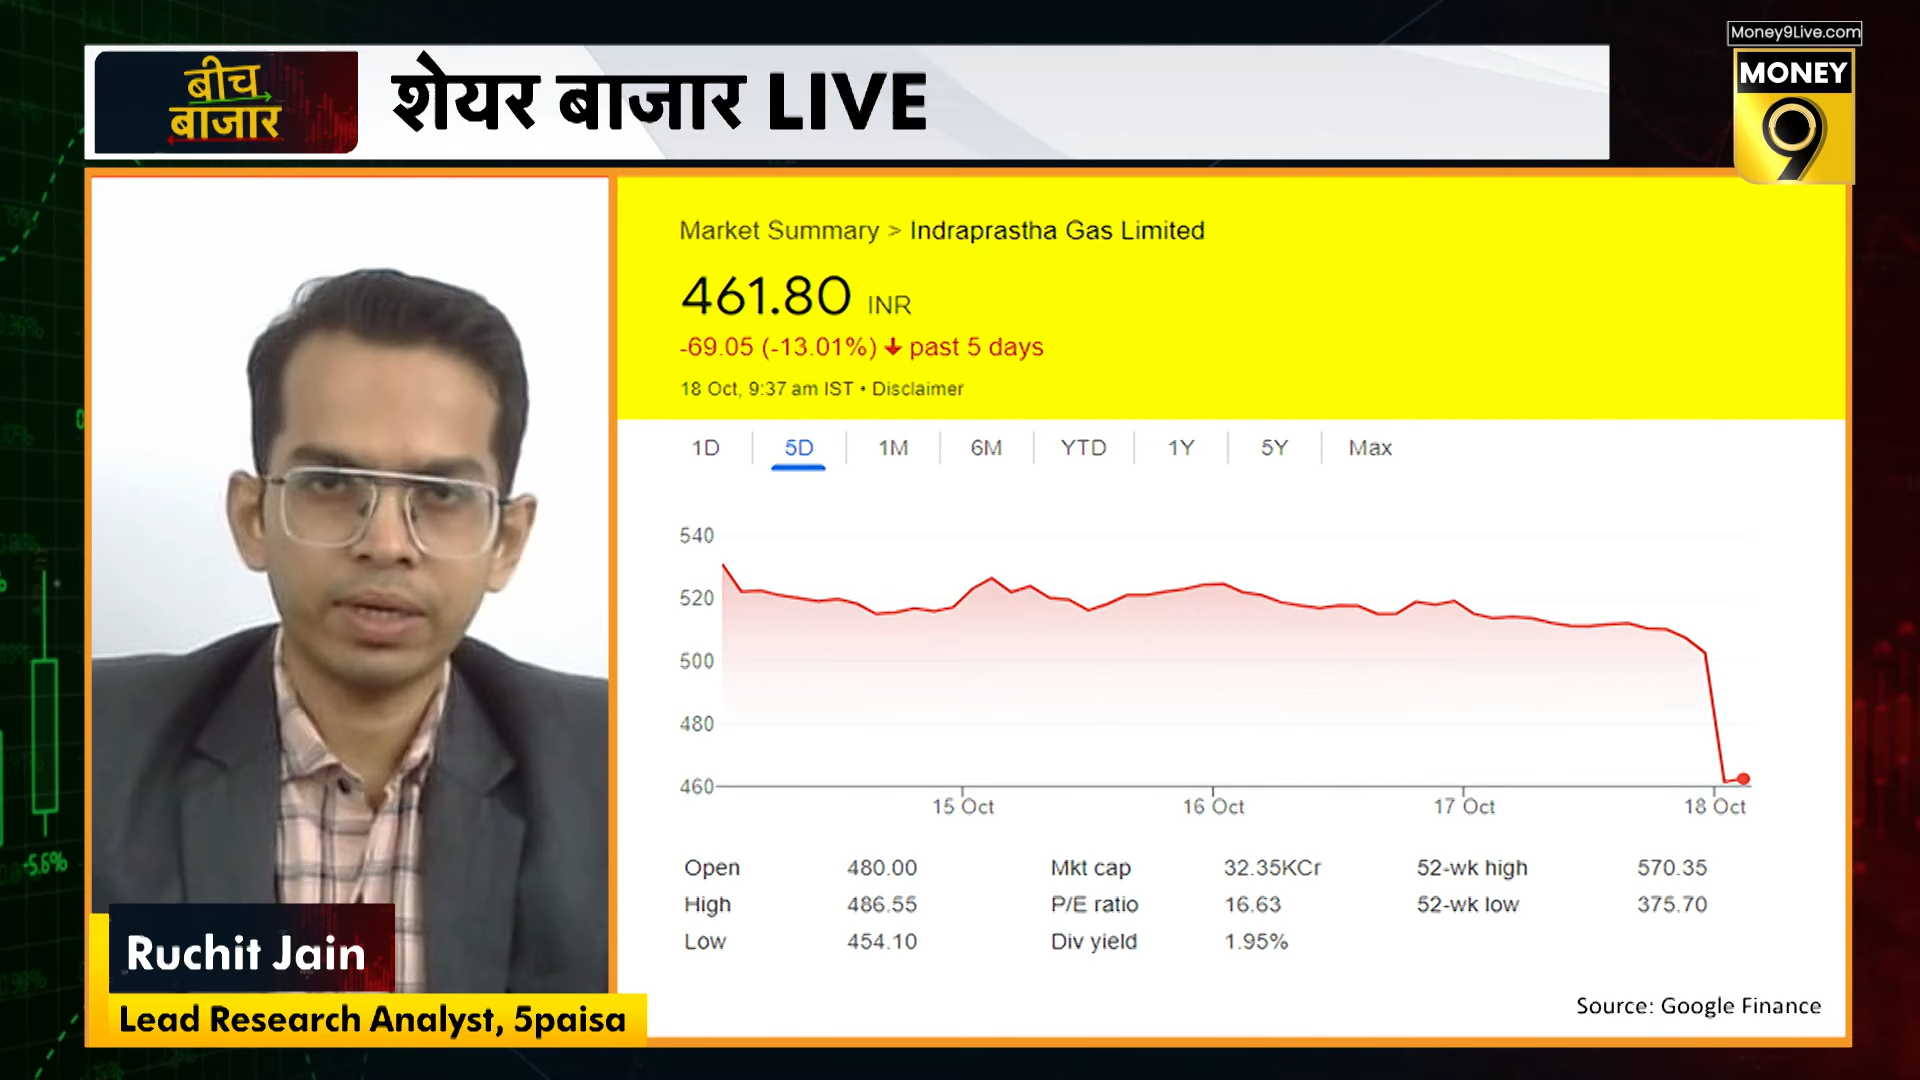 Money9Live.com
MONEY
9
बीच
बाजार
शेयर बाजार LIVE
Market Summary > Indraprastha Gas Limited
461.80 INR
-69.05 (-13.01%) ↓ past 5 days
18 Oct, 9:37 am IST • Disclaimer
1D 5D 1M 6M YTD 1Y 5Y Max
540
520
500
480
460
15 Oct 16 Oct 17 Oct 18 Oct
Open 480.00 Mkt cap 32.35KCr 52-wk high 570.35
High 486.55 P/E ratio 16.63 52-wk low 375.70
Low 454.10 Div yield 1.95%
Source: Google Finance
-5.6%
Ruchit Jain
Lead Research Analyst, 5paisa